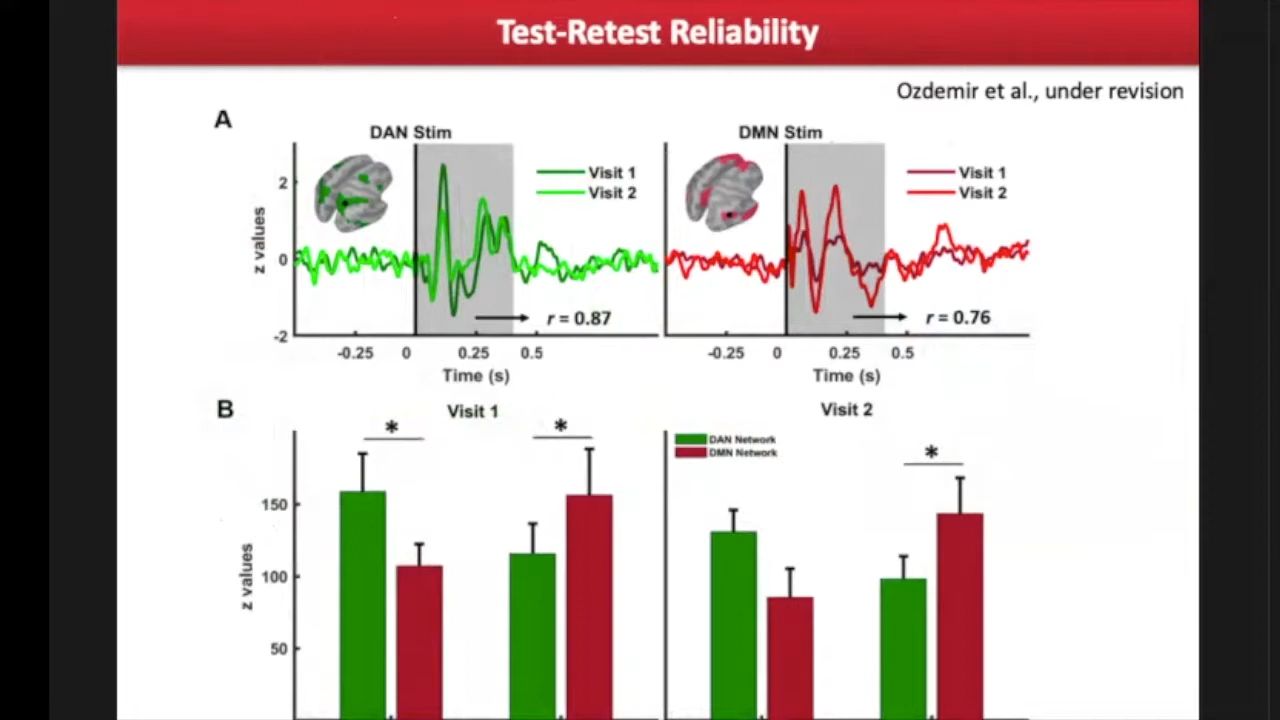 Test-Retest Reliability
Ozdemir et al., under revision
A
DAN Stim
DMN Stim
Visit 1
Visit 2
Visit 1
Visit 2
z values
2
0
-2
r = 0.87
r = 0.76
-0.25 0 0.25 0.5
-0.25 0 0.25 0.5
Time (s)
Time (s)
B
Visit 1
Visit 2
* *
DAN Network
DMN Network
*
z values
150
100
50